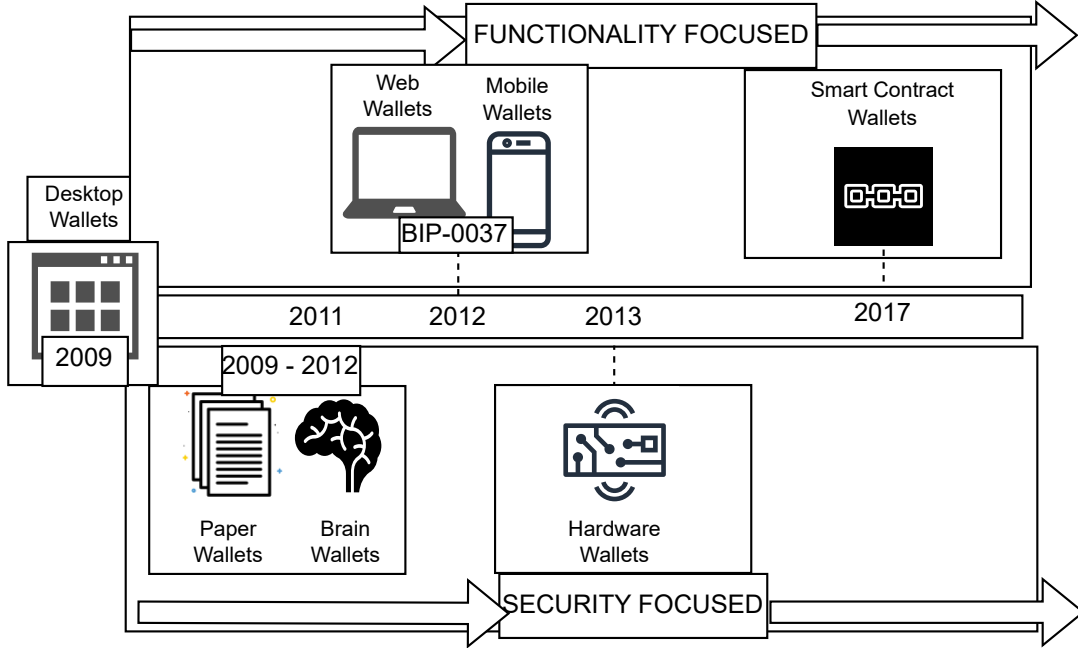 FUNCTIONALITY FOCUSED
Web
Wallets
Mobile
Wallets
Smart Contract
Wallets
Desktop
Wallets
BIP-0037
2009
2011
2012
2013
2017
2009 - 2012
Paper
Wallets
Brain
Wallets
Hardware
Wallets
SECURITY FOCUSED